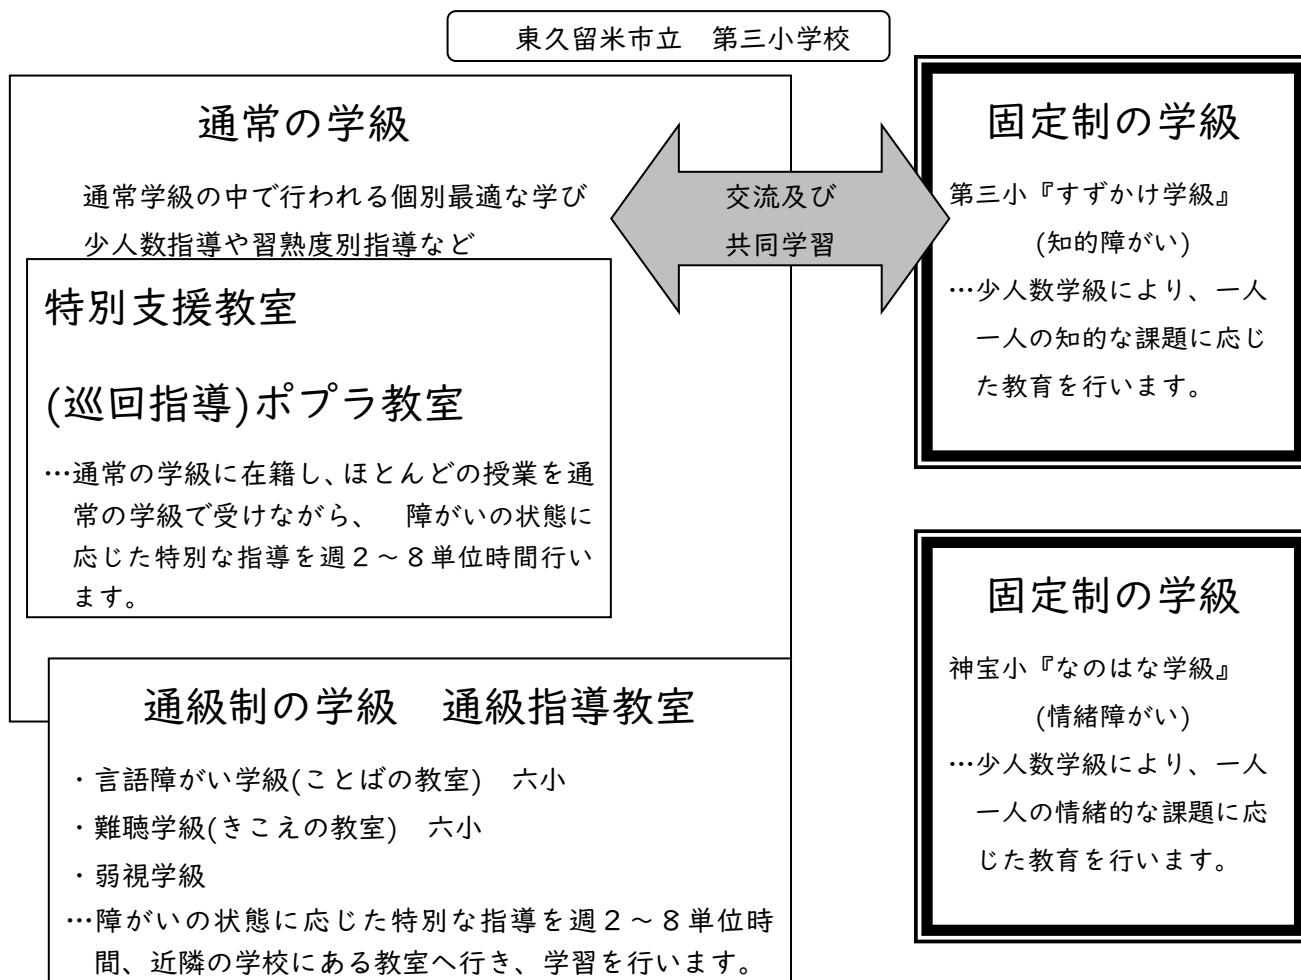 東久留米市立　第三小学校
通常の学級
通常学級の中で行われる個別最適な学び
少人数指導や習熟度別指導など
特別支援教室
(巡回指導)ポプラ教室
…通常の学級に在籍し、ほとんどの授業を通
常の学級で受けながら、　障がいの状態に
応じた特別な指導を週２～８単位時間行い
ます。
交流及び
共同学習
固定制の学級
第三小『すずかけ学級』
(知的障がい)
…少人数学級により、一人
一人の知的な課題に応じ
た教育を行います。
固定制の学級
神宝小『なのはな学級』
(情緒障がい)
…少人数学級により、一人
一人の情緒的な課題に応
じた教育を行います。
通級制の学級　通級指導教室
・言語障がい学級(ことばの教室)　六小
・難聴学級(きこえの教室)　六小
・弱視学級
…障がいの状態に応じた特別な指導を週２～８単位時
間、近隣の学校にある教室へ行き、学習を行います。